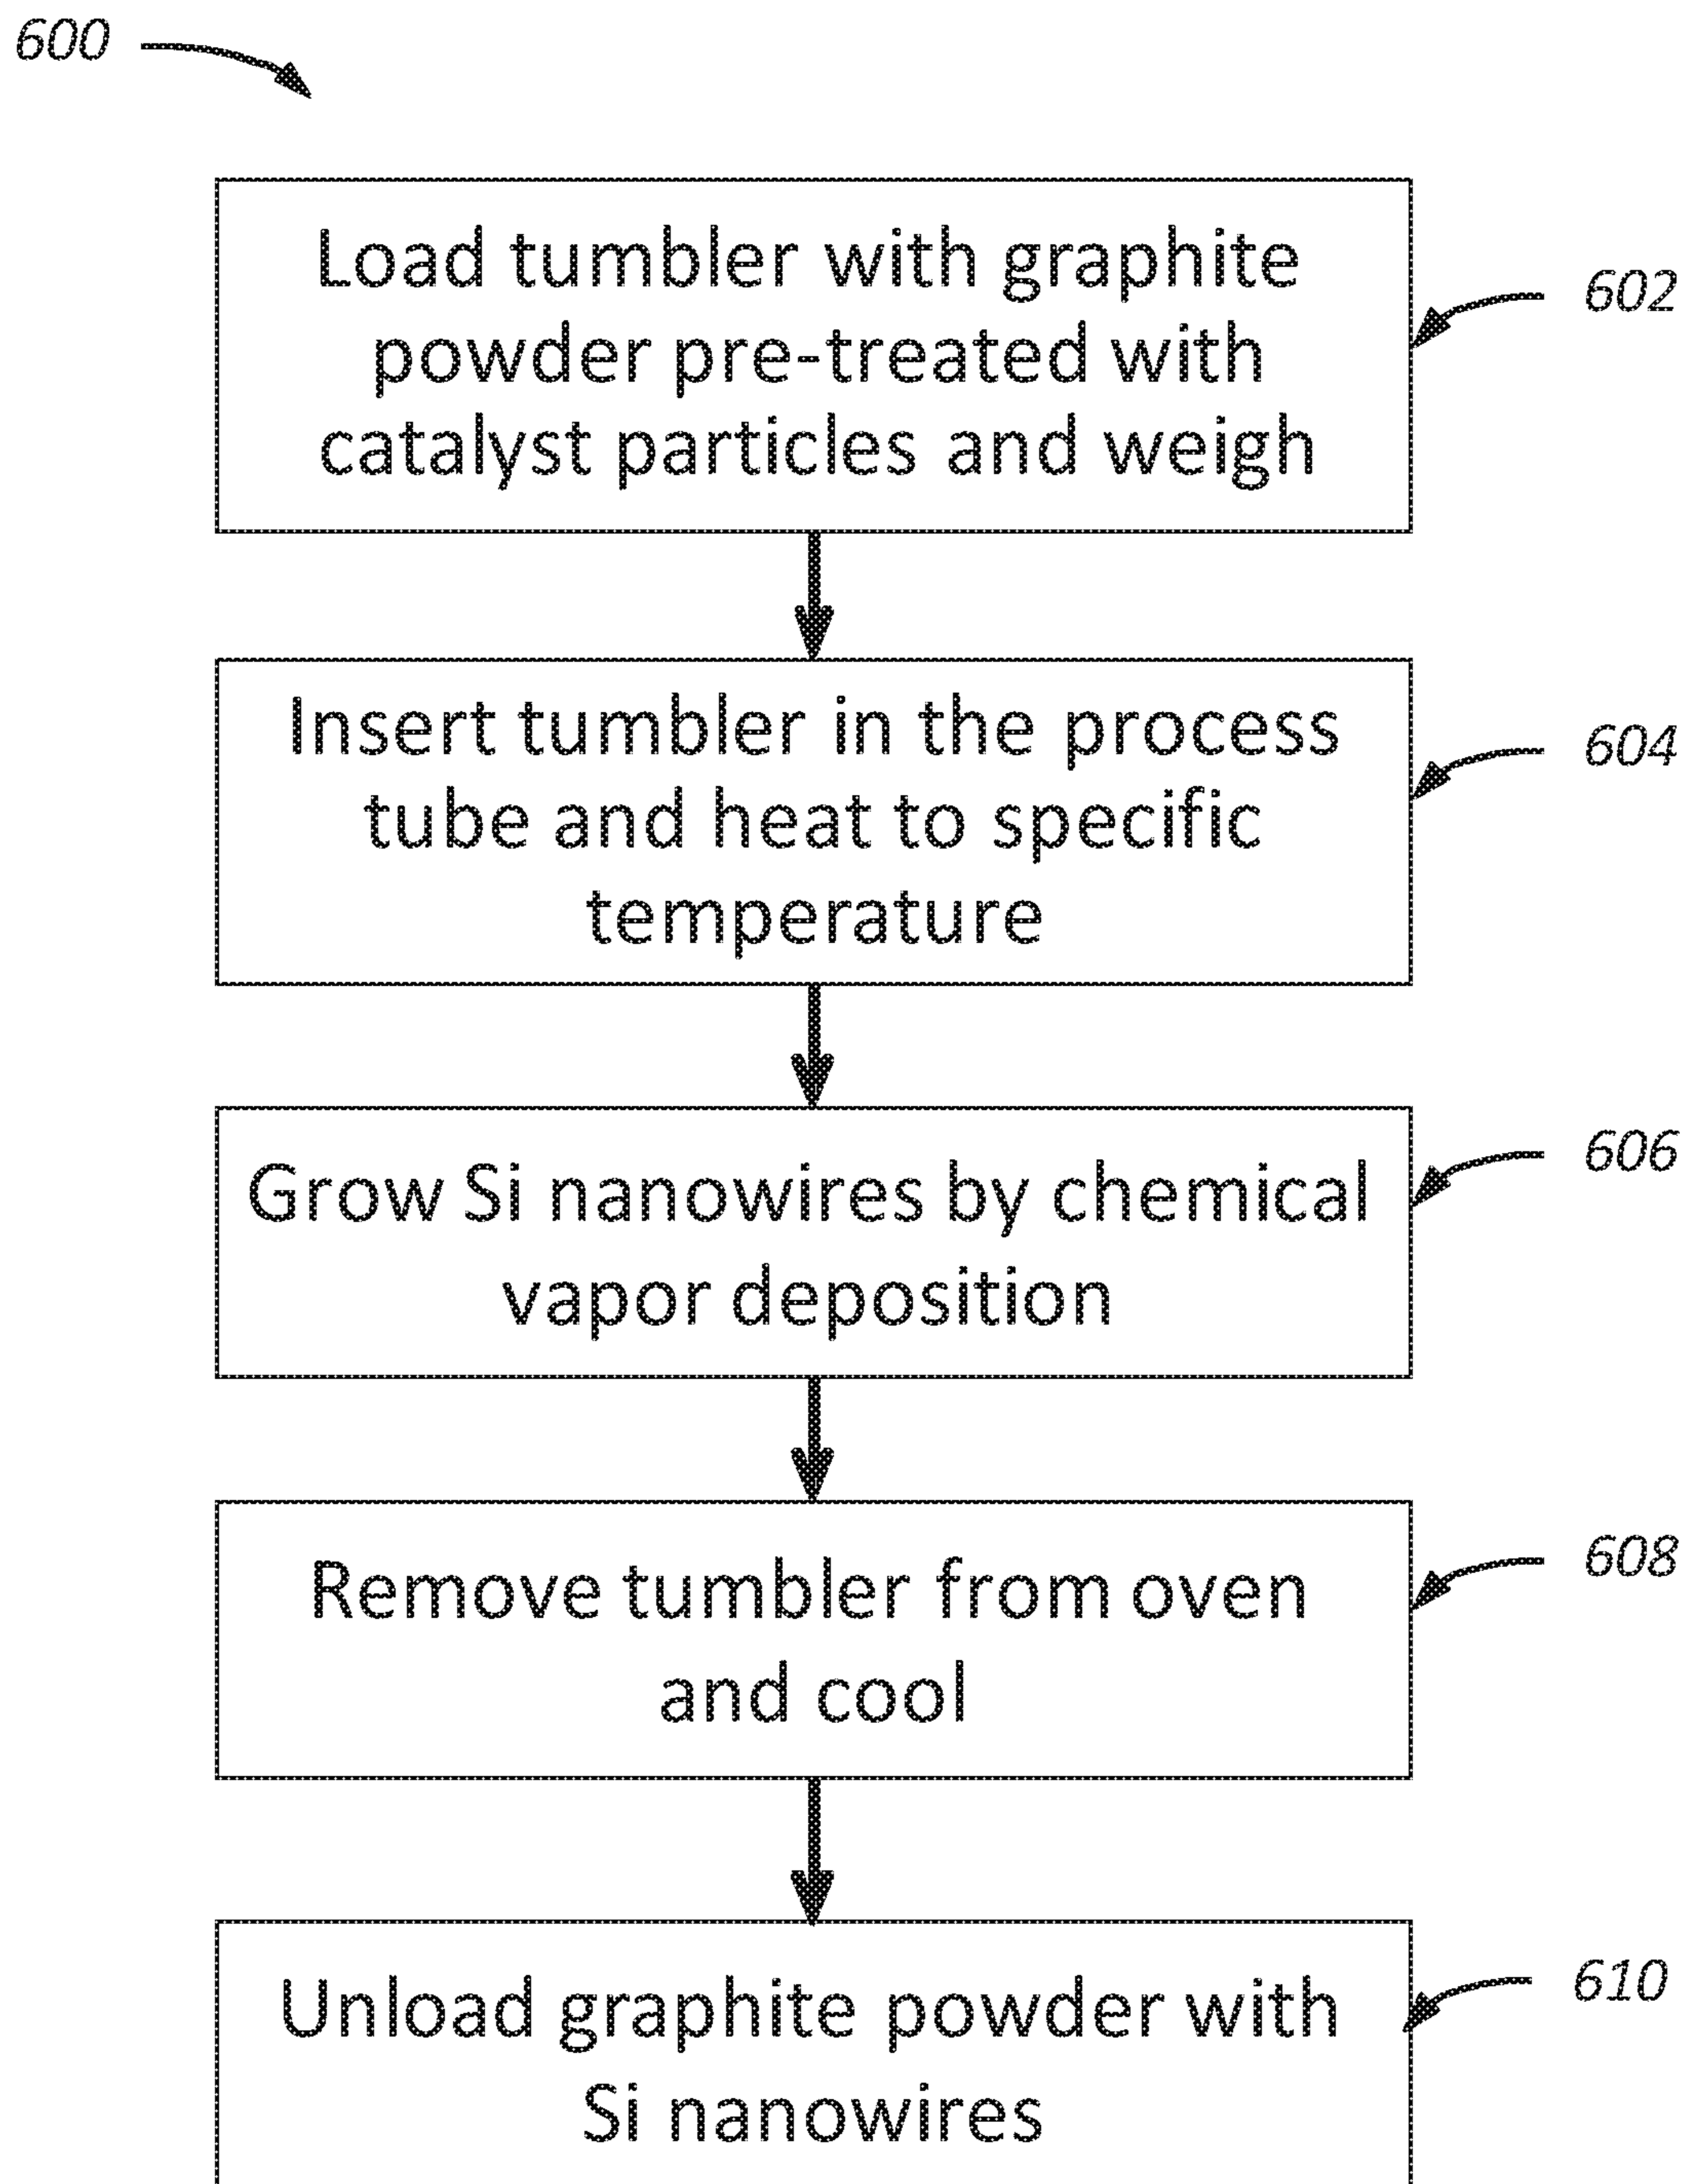 600
Load tumbler with graphite
powder pre-treated with
catalyst particles and weigh
602
Insert tumbler in the process
tube and heat to specific
temperature
604
Grow Si nanowires by chemical
vapor deposition
606
Remove tumbler from oven
and cool
608
Unload graphite powder with
Si nanowires
610